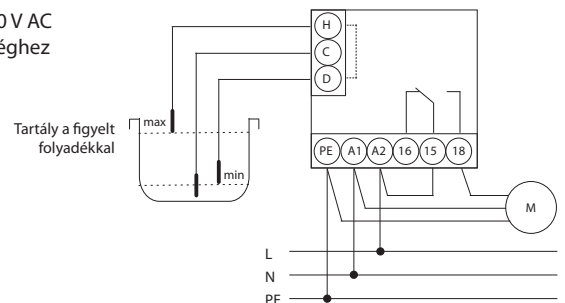 0 V AC
éghez
H
C
D
max
Tartály a figyelt
folyadékkal
min
PE A1 A2 16 15 18
M
L
N
PE